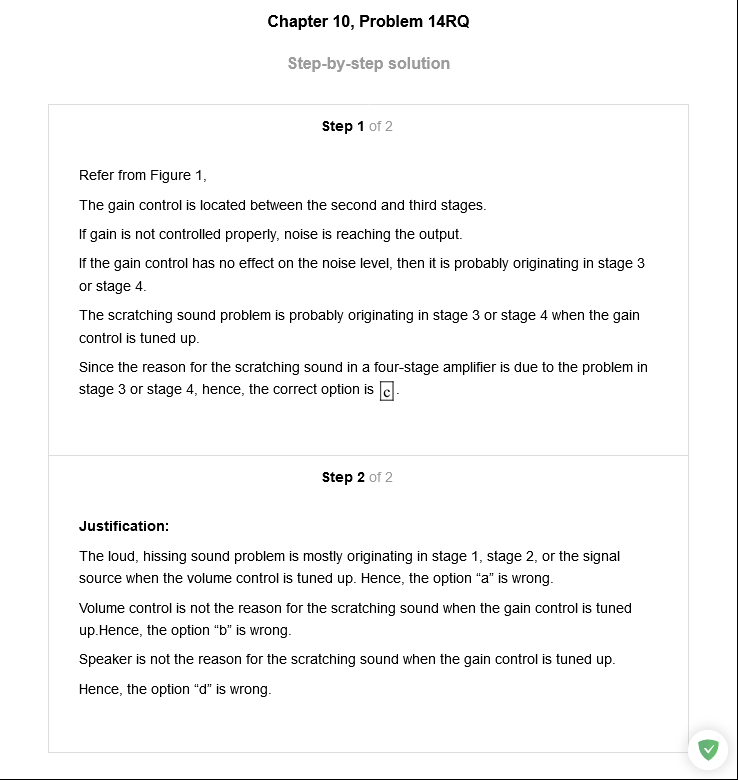 Chapter 10, Problem 14RQ
Step-by-step solution
Step 1 of 2
Refer from Figure 1,
The gain control is located between the second and third stages.
If gain is not controlled properly, noise is reaching the output.
If the gain control has no effect on the noise level, then it is probably originating in stage 3
or stage 4.
The scratching sound problem is probably originating in stage 3 or stage 4 when the gain
control is tuned up.
Since the reason for the scratching sound in a four-stage amplifier is due to the problem in
stage 3 or stage 4, hence, the correct option is c.
Step 2 of 2
Justification:
The loud, hissing sound problem is mostly originating in stage 1, stage 2, or the signal
source when the volume control is tuned up. Hence, the option “a” is wrong.
Volume control is not the reason for the scratching sound when the gain control is tuned
up.Hence, the option “b” is wrong.
Speaker is not the reason for the scratching sound when the gain control is tuned up.
Hence, the option “d” is wrong.